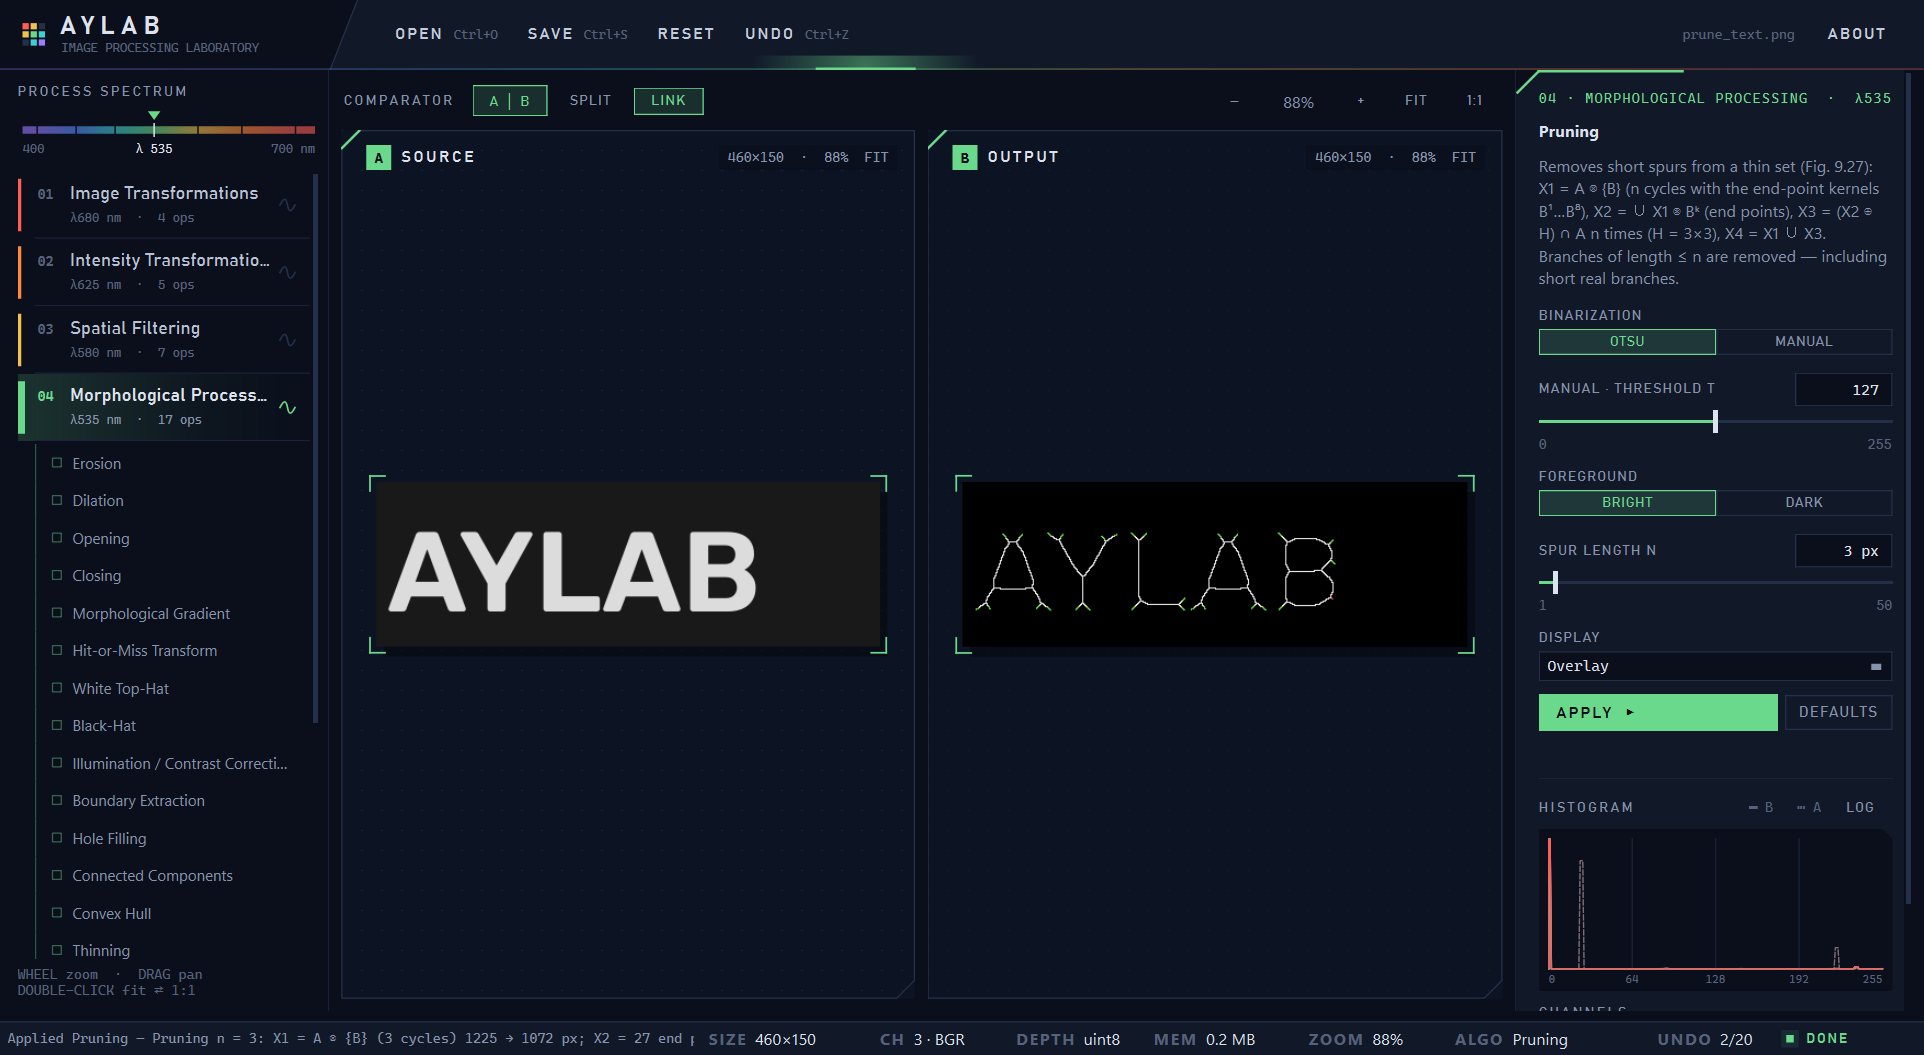 AYLAB
IMAGE PROCESSING LABORATORY
OPEN Ctrl+O SAVE Ctrl+S RESET UNDO Ctrl+Z
prune_text.png ABOUT
PROCESS SPECTRUM
400 λ 535 700 nm
01 Image Transformations
λ680 nm · 4 ops
02 Intensity Transformatio...
λ625 nm · 5 ops
03 Spatial Filtering
λ580 nm · 7 ops
04 Morphological Process...
λ535 nm · 17 ops
Erosion
Dilation
Opening
Closing
Morphological Gradient
Hit-or-Miss Transform
White Top-Hat
Black-Hat
Illumination / Contrast Correcti...
Boundary Extraction
Hole Filling
Connected Components
Convex Hull
Thinning
WHEEL zoom · DRAG pan
DOUBLE-CLICK fit ⇄ 1:1
COMPARATOR A | B SPLIT LINK
− 88% + FIT 1:1
A SOURCE 460×150 · 88% FIT
AYLAB
B OUTPUT 460×150 · 88% FIT
AYLAB
04 · MORPHOLOGICAL PROCESSING · λ535
Pruning
Removes short spurs from a thin set (Fig. 9.27):
X1 = A ⊗ {B} (n cycles with the end-point kernels
B¹…B⁸), X2 = ∪ X1 ⊛ Bᵏ (end points), X3 = (X2 ⊕
H) ∩ A n times (H = 3×3), X4 = X1 ∪ X3.
Branches of length ≤ n are removed — including
short real branches.
BINARIZATION
OTSU MANUAL
MANUAL · THRESHOLD T 127
0 255
FOREGROUND
BRIGHT DARK
SPUR LENGTH N 3 px
1 50
DISPLAY
Overlay
APPLY ▸ DEFAULTS
HISTOGRAM B A LOG
0 64 128 192 255
CHANNELS
Applied Pruning — Pruning n = 3: X1 = A ⊗ {B} (3 cycles) 1225 → 1072 px; X2 = 27 end
SIZE 460×150 CH 3 · BGR DEPTH uint8 MEM 0.2 MB ZOOM 88% ALGO Pruning UNDO 2/20 DONE